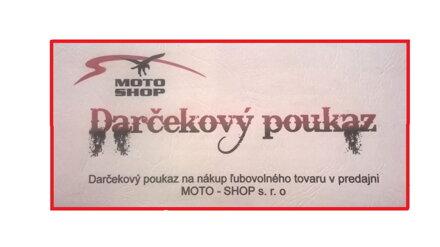 MOTO
SHOP
Darčekový poukaz
Darčekový poukaz na nákup ľubovolného tovaru v predajni
MOTO - SHOP s. r. o